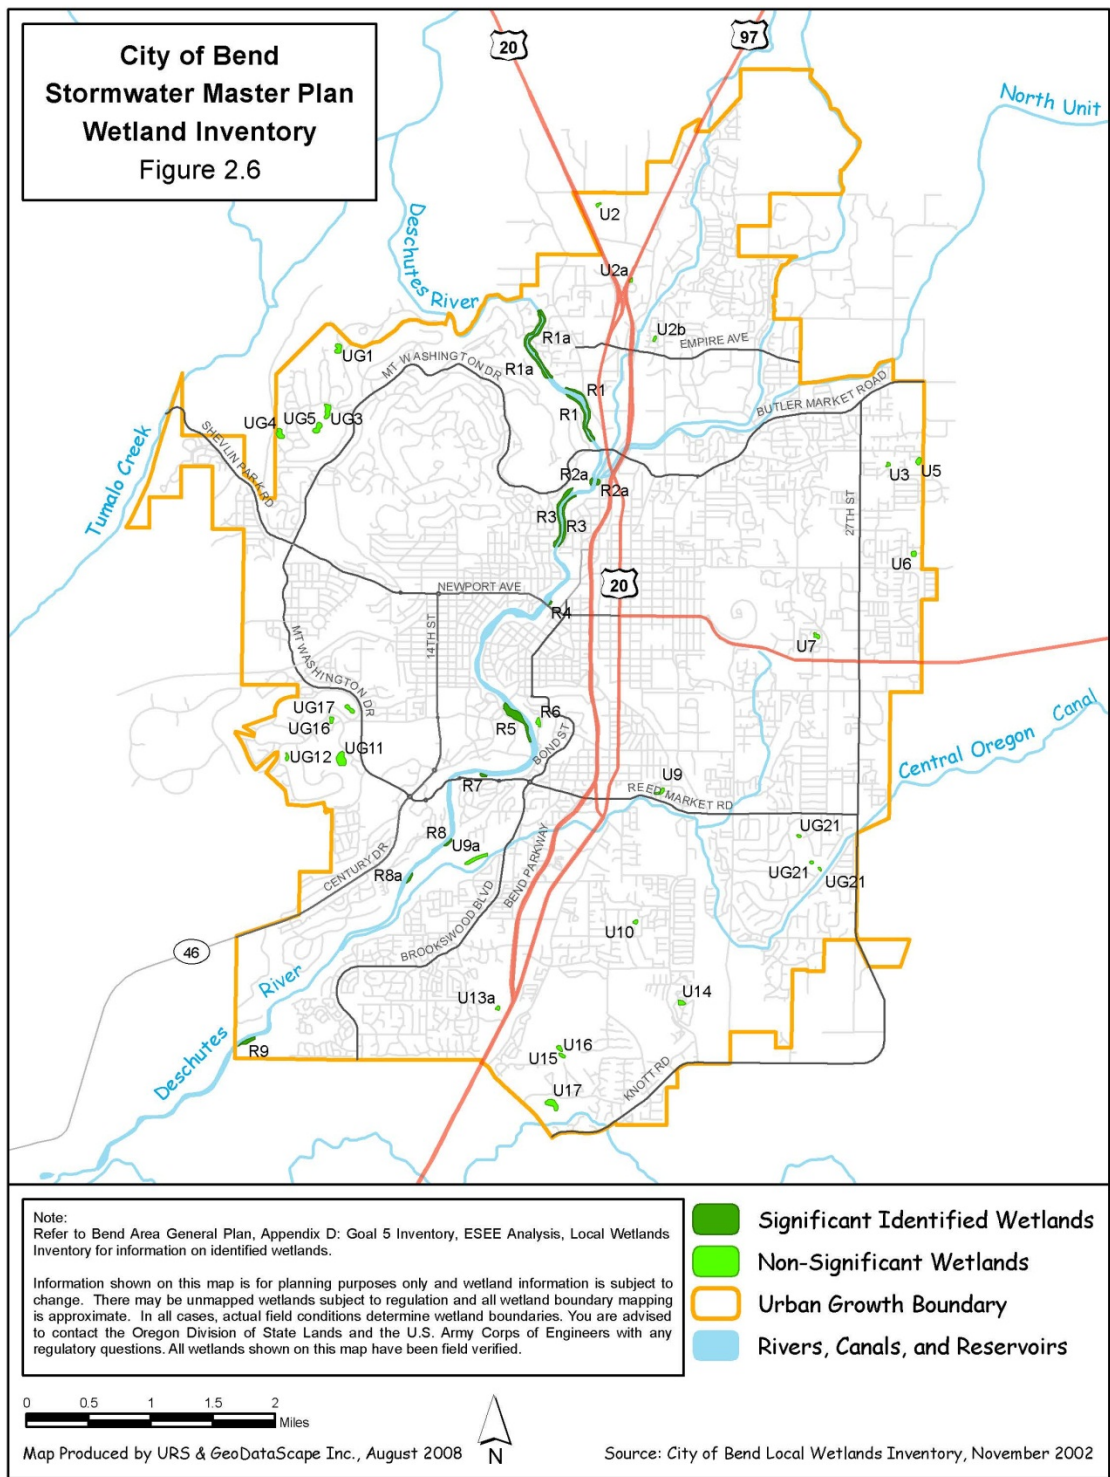 City of Bend
Stormwater Master Plan
Wetland Inventory
Figure 2.6
20
97
North Unit
Deschutes
River
U2
U2a
U2b
EMPIRE AVE
R1a
R1a
UG1
MT WASHINGTON DR
R1
R1
BUTLER MARKET ROAD
UG5
UG3
UG4
SHEVLIN PARK RD
Tumalo Creek
R2a
R2a
U3
U5
27TH ST
R3
R3
U6
NEWPORT AVE
20
R4
14TH ST
U7
MT WASHINGTON DR
UG17
UG16
R5
R6
UG12
UG11
BOND ST
Central Oregon Canal
R7
U9
REED MARKET RD
R8
U9a
UG21
R8a
CENTURY DR
BEND PARKWAY
UG21
UG21
BROOKSWOOD BLVD
U10
46
River
U13a
U14
Deschutes
R9
U16
U15
KNOTT RD
U17
Note:
Refer to Bend Area General Plan, Appendix D: Goal 5 Inventory, ESEE Analysis, Local Wetlands
Inventory for information on identified wetlands.
Information shown on this map is for planning purposes only and wetland information is subject to
change. There may be unmapped wetlands subject to regulation and all wetland boundary mapping
is approximate. In all cases, actual field conditions determine wetland boundaries. You are advised
to contact the Oregon Division of State Lands and the U.S. Army Corps of Engineers with any
regulatory questions. All wetlands shown on this map have been field verified.
Significant Identified Wetlands
Non-Significant Wetlands
Urban Growth Boundary
Rivers, Canals, and Reservoirs
0 0.5 1 1.5 2
Miles
N
Map Produced by URS & GeoDataScape Inc., August 2008
Source: City of Bend Local Wetlands Inventory, November 2002